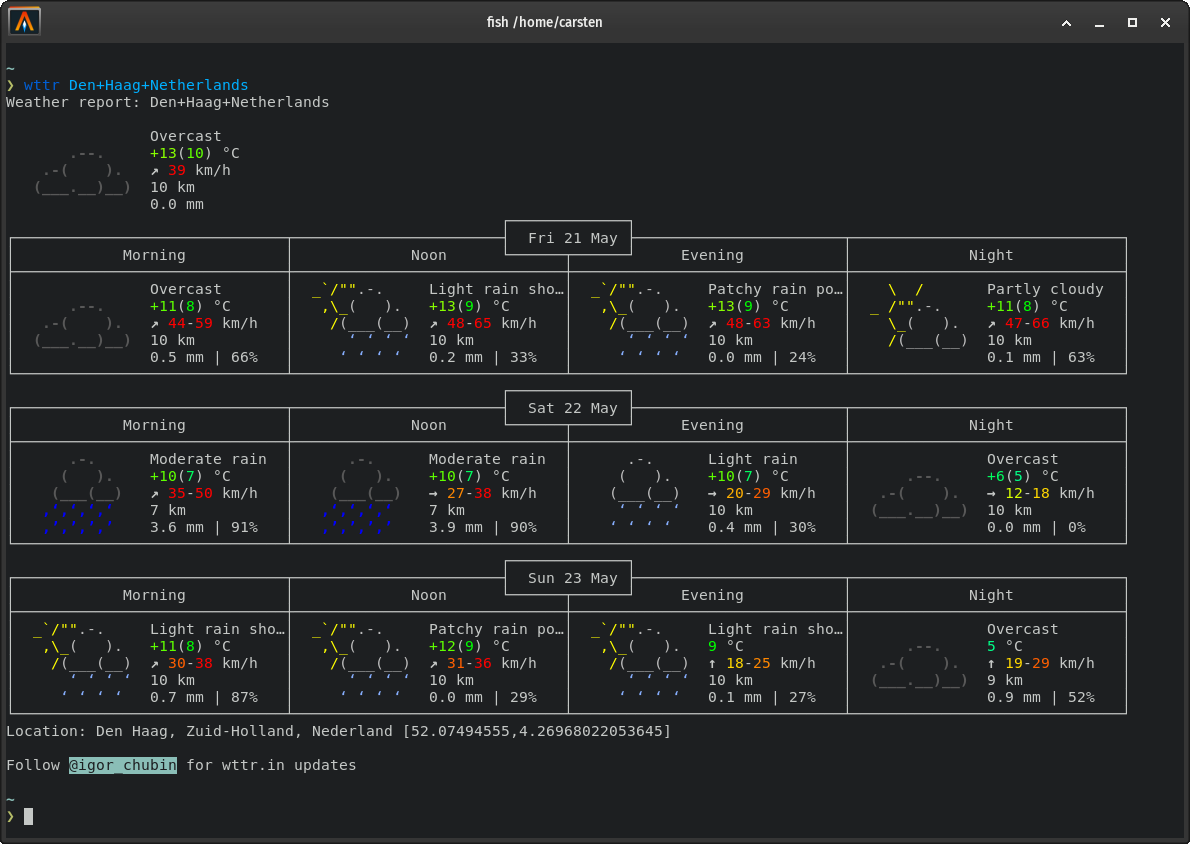 fish /home/carsten
~
❯ wttr Den+Haag+Netherlands
Weather report: Den+Haag+Netherlands
Overcast
+13(10) °C
↗ 39 km/h
10 km
0.0 mm
Fri 21 May
Morning Noon Evening Night
Overcast Light rain sho… Patchy rain po… Partly cloudy
+11(8) °C +13(9) °C +13(9) °C +11(8) °C
↗ 44-59 km/h ↗ 48-65 km/h ↗ 48-63 km/h ↗ 47-66 km/h
10 km 10 km 10 km 10 km
0.5 mm | 66% 0.2 mm | 33% 0.0 mm | 24% 0.1 mm | 63%
Sat 22 May
Morning Noon Evening Night
Moderate rain Moderate rain Light rain Overcast
+10(7) °C +10(7) °C +10(7) °C +6(5) °C
↗ 35-50 km/h → 27-38 km/h → 20-29 km/h → 12-18 km/h
7 km 7 km 10 km 10 km
3.6 mm | 91% 3.9 mm | 90% 0.4 mm | 30% 0.0 mm | 0%
Sun 23 May
Morning Noon Evening Night
Light rain sho… Patchy rain po… Light rain sho… Overcast
+11(8) °C +12(9) °C 9 °C 5 °C
↗ 30-38 km/h ↗ 31-36 km/h ↑ 18-25 km/h ↑ 19-29 km/h
10 km 10 km 10 km 9 km
0.7 mm | 87% 0.0 mm | 29% 0.1 mm | 27% 0.9 mm | 52%
Location: Den Haag, Zuid-Holland, Nederland [52.07494555,4.26968022053645]
Follow @igor_chubin for wttr.in updates
~
❯